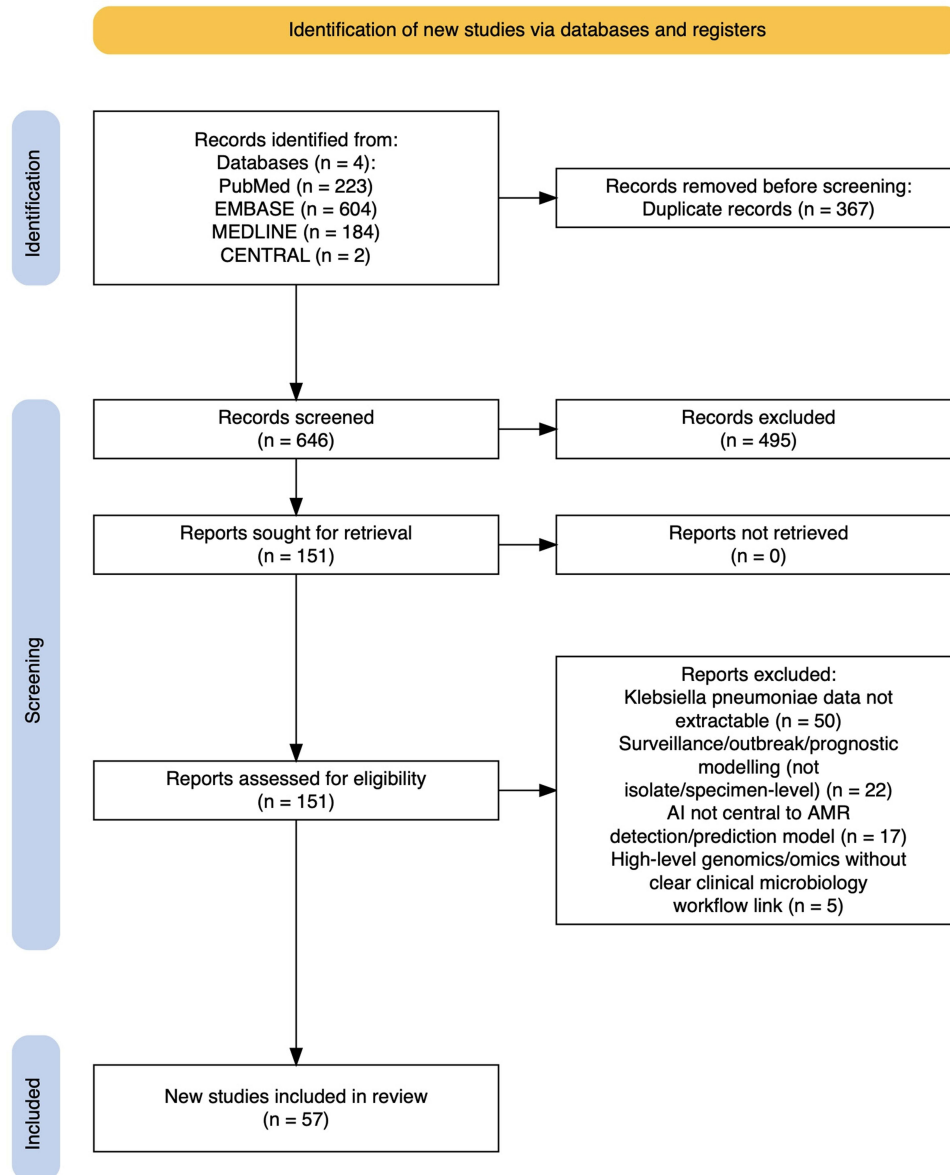 Identification of new studies via databases and registers
Identification
Records identified from:
Databases (n = 4):
PubMed (n = 223)
EMBASE (n = 604)
MEDLINE (n = 184)
CENTRAL (n = 2)
Records removed before screening:
Duplicate records (n = 367)
Screening
Records screened
(n = 646)
Records excluded
(n = 495)
Reports sought for retrieval
(n = 151)
Reports not retrieved
(n = 0)
Reports assessed for eligibility
(n = 151)
Reports excluded:
Klebsiella pneumoniae data not
extractable (n = 50)
Surveillance/outbreak/prognostic
modelling (not
isolate/specimen-level) (n = 22)
AI not central to AMR
detection/prediction model (n = 17)
High-level genomics/omics without
clear clinical microbiology
workflow link (n = 5)
Included
New studies included in review
(n = 57)